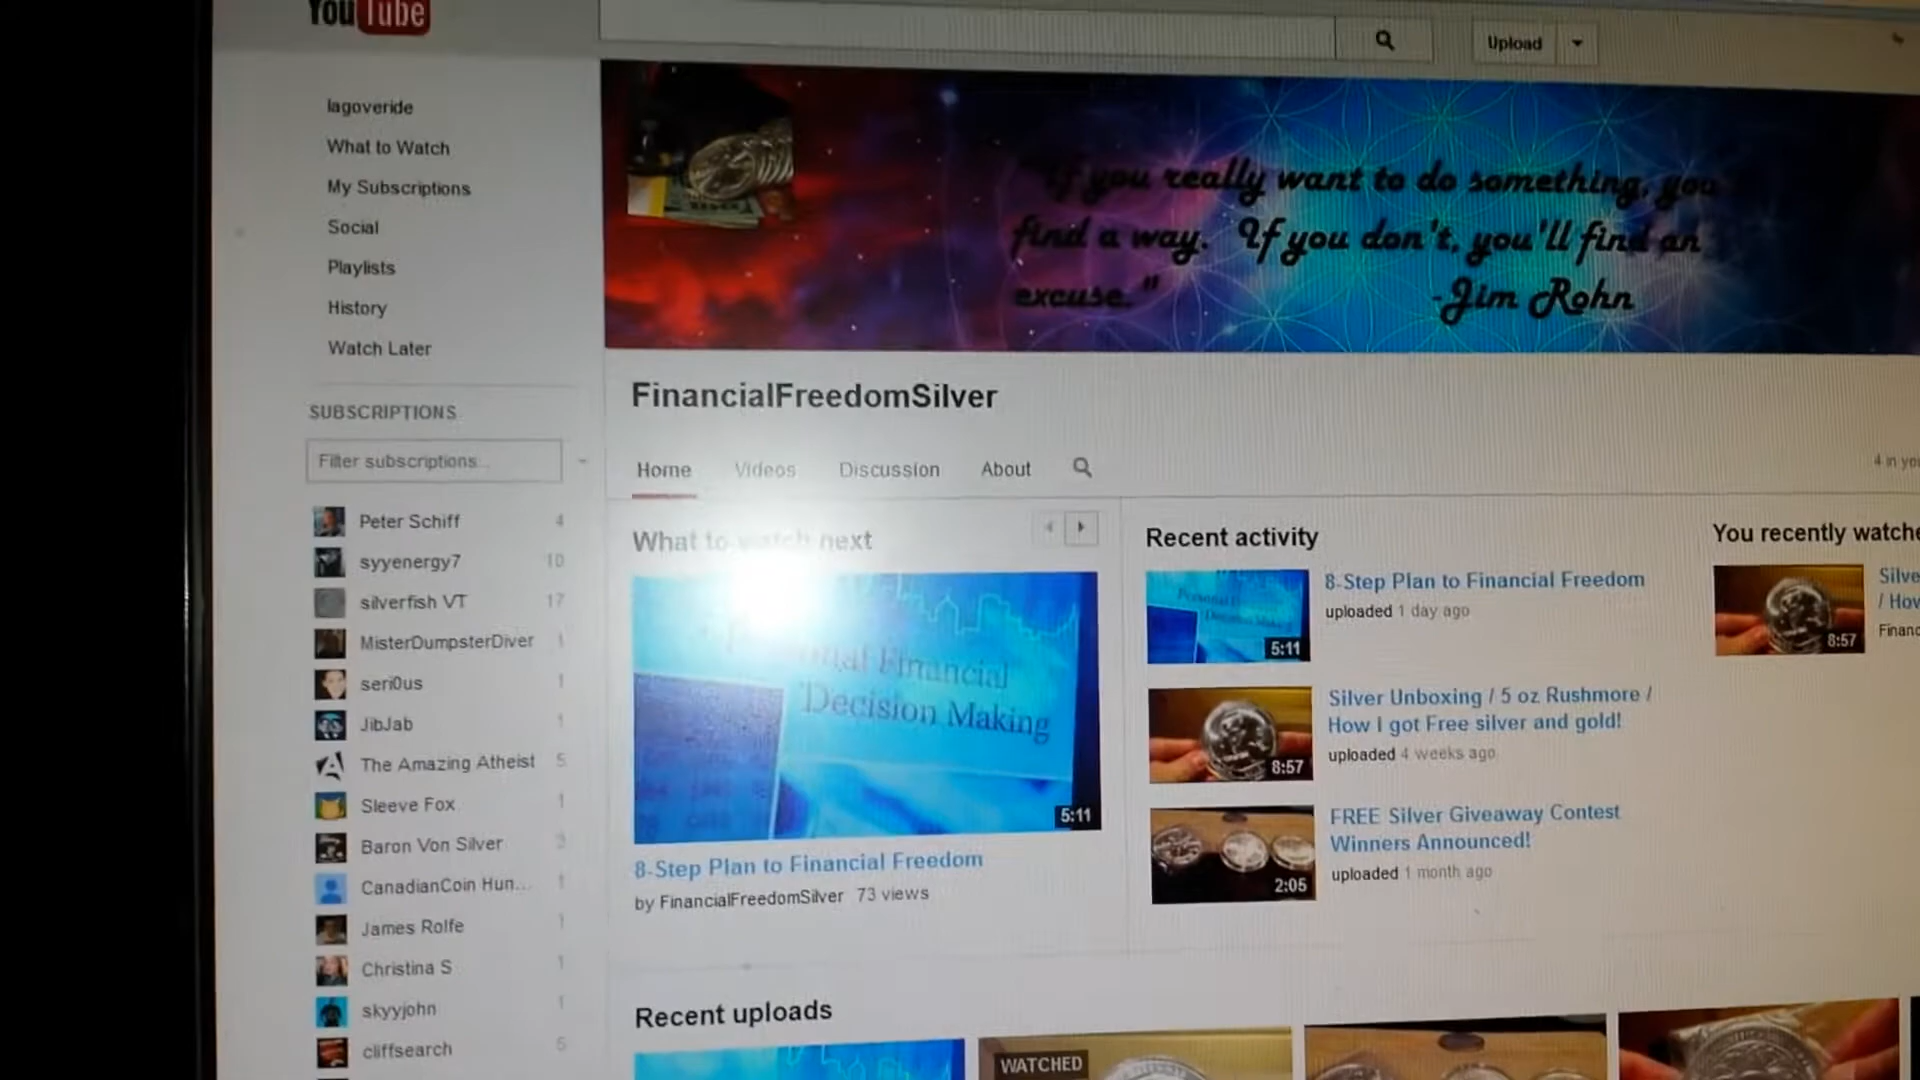 YouTube
Upload
lagoveride
What to Watch
My Subscriptions
Social
Playlists
History
Watch Later
SUBSCRIPTIONS
Filter subscriptions...
Peter Schiff 4
syyenergy7 10
silverfish VT 17
MisterDumpsterDiver 1
seri0us 1
JibJab 1
The Amazing Atheist 5
Sleeve Fox 1
Baron Von Silver
CanadianCoin Hun... 1
James Rolfe 1
Christina S 1
skyyjohn 1
cliffsearch 5
"If you really want to do something, you
find a way. If you don't, you'll find an
excuse."
-Jim Rohn
FinancialFreedomSilver
Home Videos Discussion About
4 in you
What to watch next
Financial
Decision Making
5:11
8-Step Plan to Financial Freedom
by FinancialFreedomSilver 73 views
Recent activity
Decision Making
5:11
8-Step Plan to Financial Freedom
uploaded 1 day ago
8:57
Silver Unboxing / 5 oz Rushmore /
How I got Free silver and gold!
uploaded 4 weeks ago
2:05
FREE Silver Giveaway Contest
Winners Announced!
uploaded 1 month ago
You recently watche
8:57
Silve
/ How
Financ
Recent uploads
WATCHED